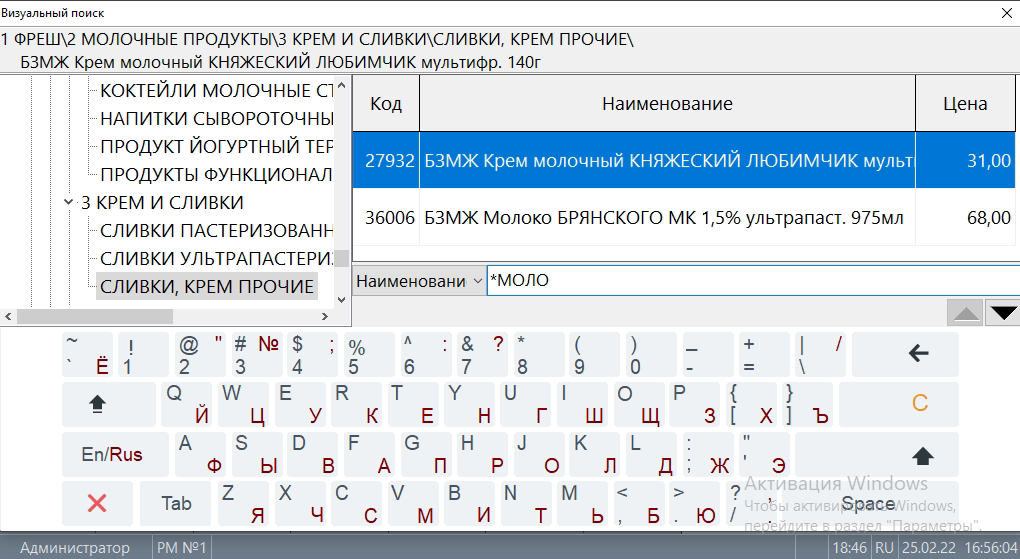 Визуальный поиск
1 ФРЕШ\2 МОЛОЧНЫЕ ПРОДУКТЫ\3 КРЕМ И СЛИВКИ\СЛИВКИ, КРЕМ ПРОЧИЕ\
БЗМЖ Крем молочный КНЯЖЕСКИЙ ЛЮБИМЧИК мультифр. 140г
КОКТЕЙЛИ МОЛОЧНЫЕ СТ
НАПИТКИ СЫВОРОТОЧНЫ
ПРОДУКТ ЙОГУРТНЫЙ ТЕР
ПРОДУКТЫ ФУНКЦИОНАЛ
3 КРЕМ И СЛИВКИ
СЛИВКИ ПАСТЕРИЗОВАНН
СЛИВКИ УЛЬТРАПАСТЕРИЗ
СЛИВКИ, КРЕМ ПРОЧИЕ
Код Наименование Цена
27932 БЗМЖ Крем молочный КНЯЖЕСКИЙ ЛЮБИМЧИК мульт 31,00
36006 БЗМЖ Молоко БРЯНСКОГО МК 1,5% ультрапаст. 975мл 68,00
Наименовани *МОЛО
~ ! @ " # № $ ; % ^ : & ? * ( ) _ + | /
` Ё 1 2 3 4 5 6 7 8 9 0 - = \
Q W E R T Y U I O P { }
Й Ц У К Е Н Г Ш Щ З [ Х ] Ъ С
A S D F G H J K L : "
En/Rus Ф Ы В А П Р О Л Д ; Ж ' Э
Z X C V B N M < > ? ,
Tab Я Ч С М И Т Ь , Б . Ю / Space
Активация Windows
Чтобы активировать Windows,
перейдите в раздел "Параметры".
Администратор РМ №1 18:46 RU 25.02.22 16:56:04